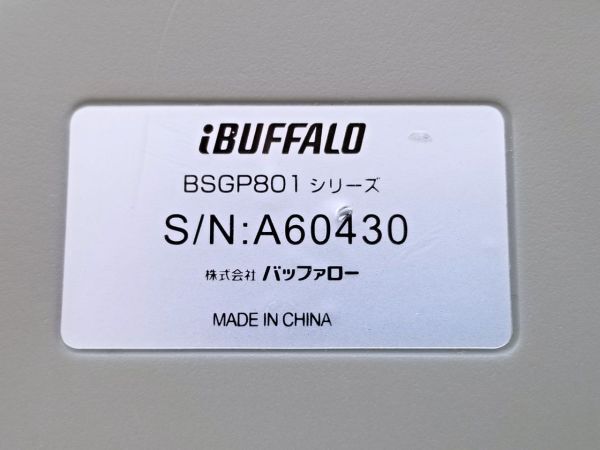 iBUFFALO
BSGP801 シリーズ
S/N:A60430
株式会社 バッファロー
MADE IN CHINA